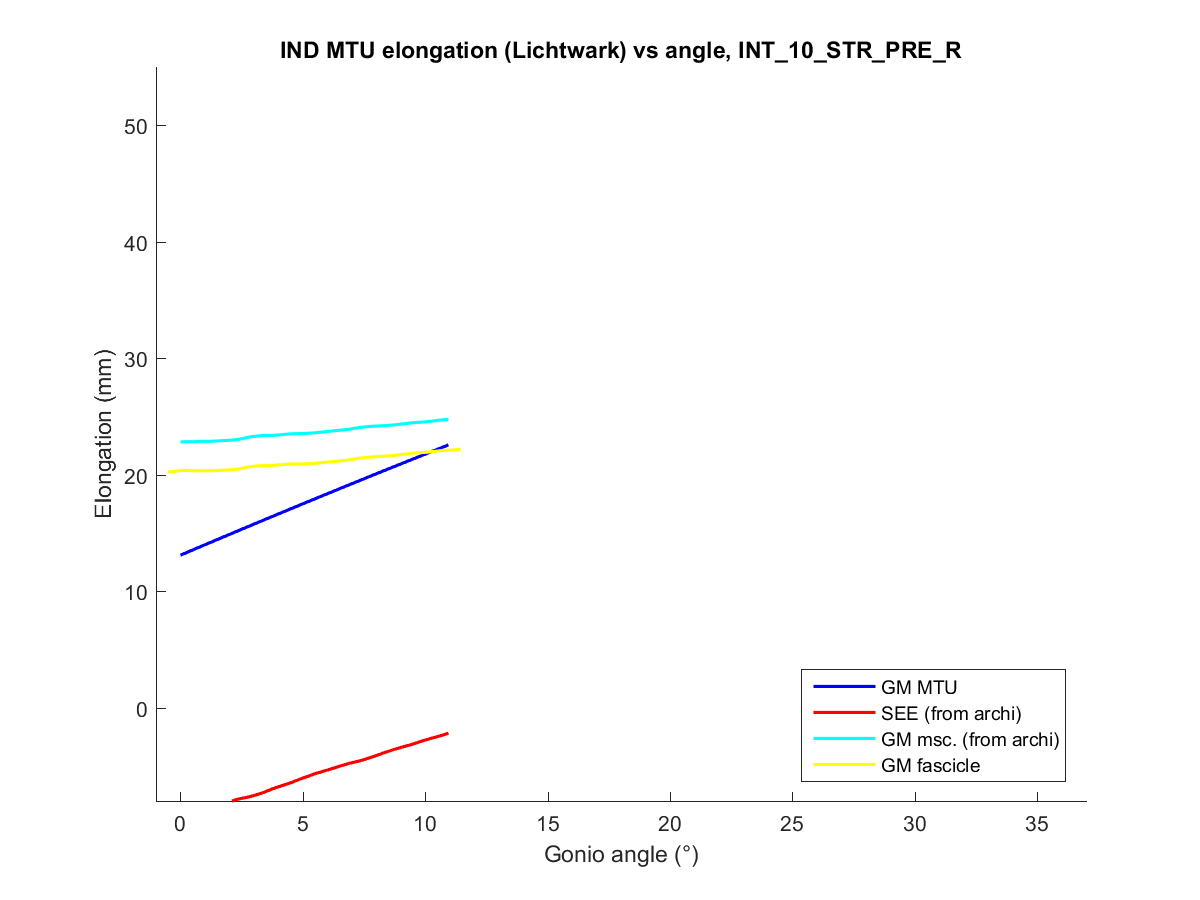 IND MTU elongation (Lichtwark) vs angle, INT_10_STR_PRE_R
50
40
30
20
10
0
Elongation (mm)
0 5 10 15 20 25 30 35
Gonio angle (°)
GM MTU
SEE (from archi)
GM msc. (from archi)
GM fascicle